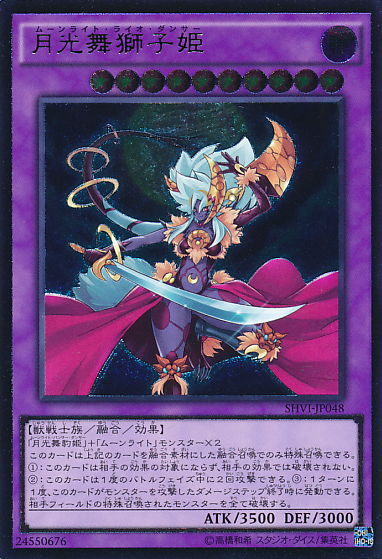 ムーンライト ライオ・ダンサー
月光舞獅子姫
SHVI-JP048
【獣戦士族/融合/効果】
「月光舞豹姫」+「ムーンライト」モンスター×2
このカードは上記のカードを融合素材にした融合召喚でのみ特殊召喚できる。
①:このカードは相手の効果の対象にならず、相手の効果では破壊されない。
②:このカードは1度のバトルフェイズ中に2回攻撃できる。③:1ターンに
1度、このカードがモンスターを攻撃したダメージステップ終了時に発動できる。
相手フィールドの特殊召喚されたモンスターを全て破壊する。
ATK/3500 DEF/3000
24550676 ©高橋和希 スタジオ・ダイス/集英社